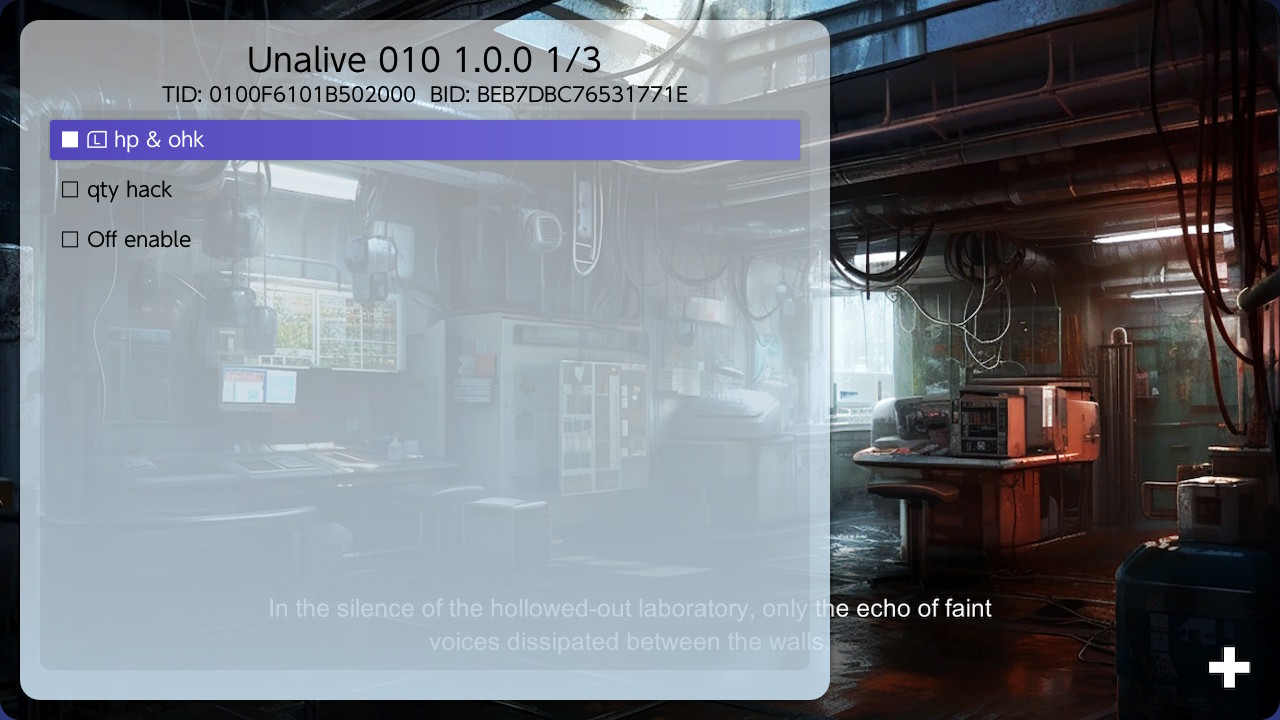 Unalive 010 1.0.0 1/3
TID: 0100F6101B502000 BID: BEB7DBC76531771E
L hp & ohk
qty hack
Off enable
In the silence of the hollowed-out laboratory, only the echo of faint
voices dissipated between the walls